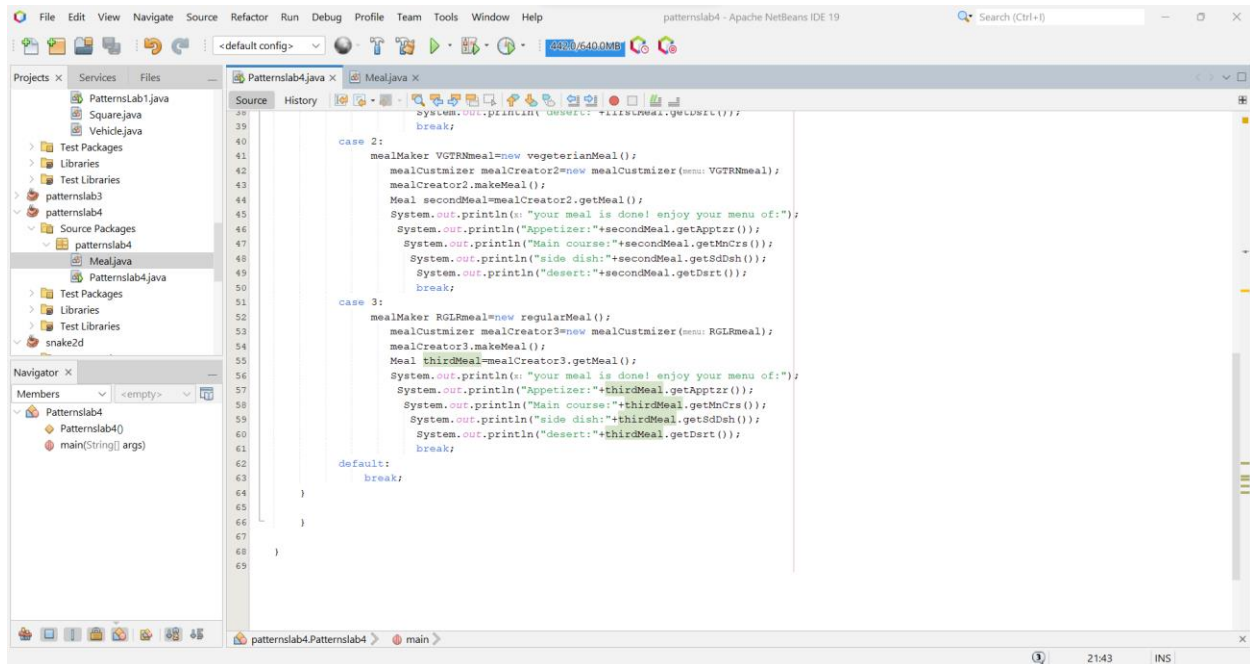 File Edit View Navigate Source Refactor Run Debug Profile Team Tools Window Help patternslab4 - Apache NetBeans IDE 19 Search (Ctrl+I)
<default config> 442.0/640.0MB
Projects Services Files Patternslab4.java Meal.java
Source History
PatternsLab1.java
Square.java
Vehicle.java
Test Packages
Libraries
Test Libraries
patternslab3
patternslab4
Source Packages
patternslab4
Meal.java
Patternslab4.java
Test Packages
Libraries
Test Libraries
snake2d
Navigator
Members <empty>
Patternslab4
Patternslab4()
main(String[] args)
38 System.out.println("desert: "+firstMeal.getDsrt());
39 break;
40 case 2:
41 mealMaker VGTRNmeal=new vegeterianMeal();
42 mealCustmizer mealCreator2=new mealCustmizer(menu: VGTRNmeal);
43 mealCreator2.makeMeal();
44 Meal secondMeal=mealCreator2.getMeal();
45 System.out.println(x: "your meal is done! enjoy your menu of:");
46 System.out.println("Appetizer:"+secondMeal.getApptzr());
47 System.out.println("Main course:"+secondMeal.getMnCrs());
48 System.out.println("side dish:"+secondMeal.getSdDsh());
49 System.out.println("desert:"+secondMeal.getDsrt());
50 break;
51 case 3:
52 mealMaker RGLRmeal=new regularMeal();
53 mealCustmizer mealCreator3=new mealCustmizer(menu: RGLRmeal);
54 mealCreator3.makeMeal();
55 Meal thirdMeal=mealCreator3.getMeal();
56 System.out.println(x: "your meal is done! enjoy your menu of:");
57 System.out.println("Appetizer:"+thirdMeal.getApptzr());
58 System.out.println("Main course:"+thirdMeal.getMnCrs());
59 System.out.println("side dish:"+thirdMeal.getSdDsh());
60 System.out.println("desert:"+thirdMeal.getDsrt());
61 break;
62 default:
63 break;
64 }
65
66 }
67
68 }
69
patternslab4.Patternslab4 main
3 21:43 INS